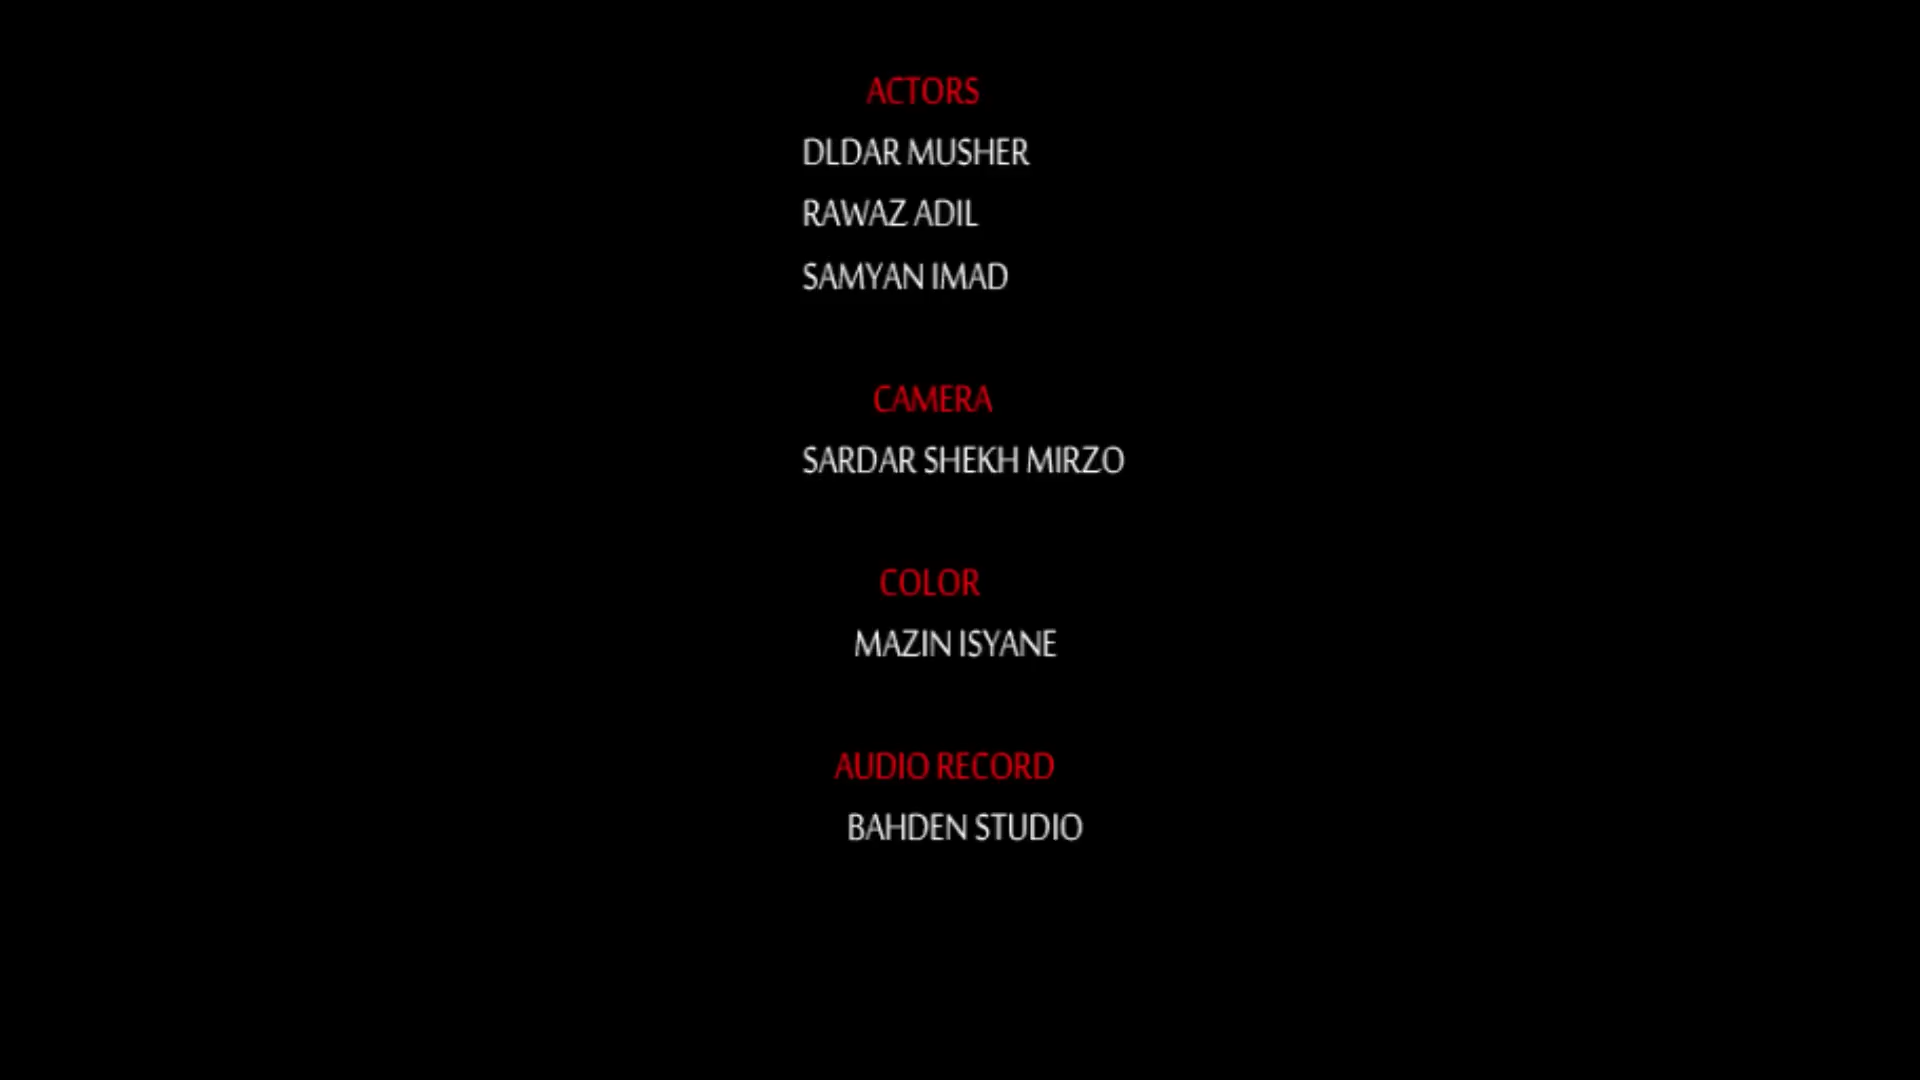 ACTORS
DLDAR MUSHER
RAWAZ ADIL
SAMYAN IMAD
CAMERA
SARDAR SHEKH MIRZO
COLOR
MAZIN ISYANE
AUDIO RECORD
BAHDEN STUDIO